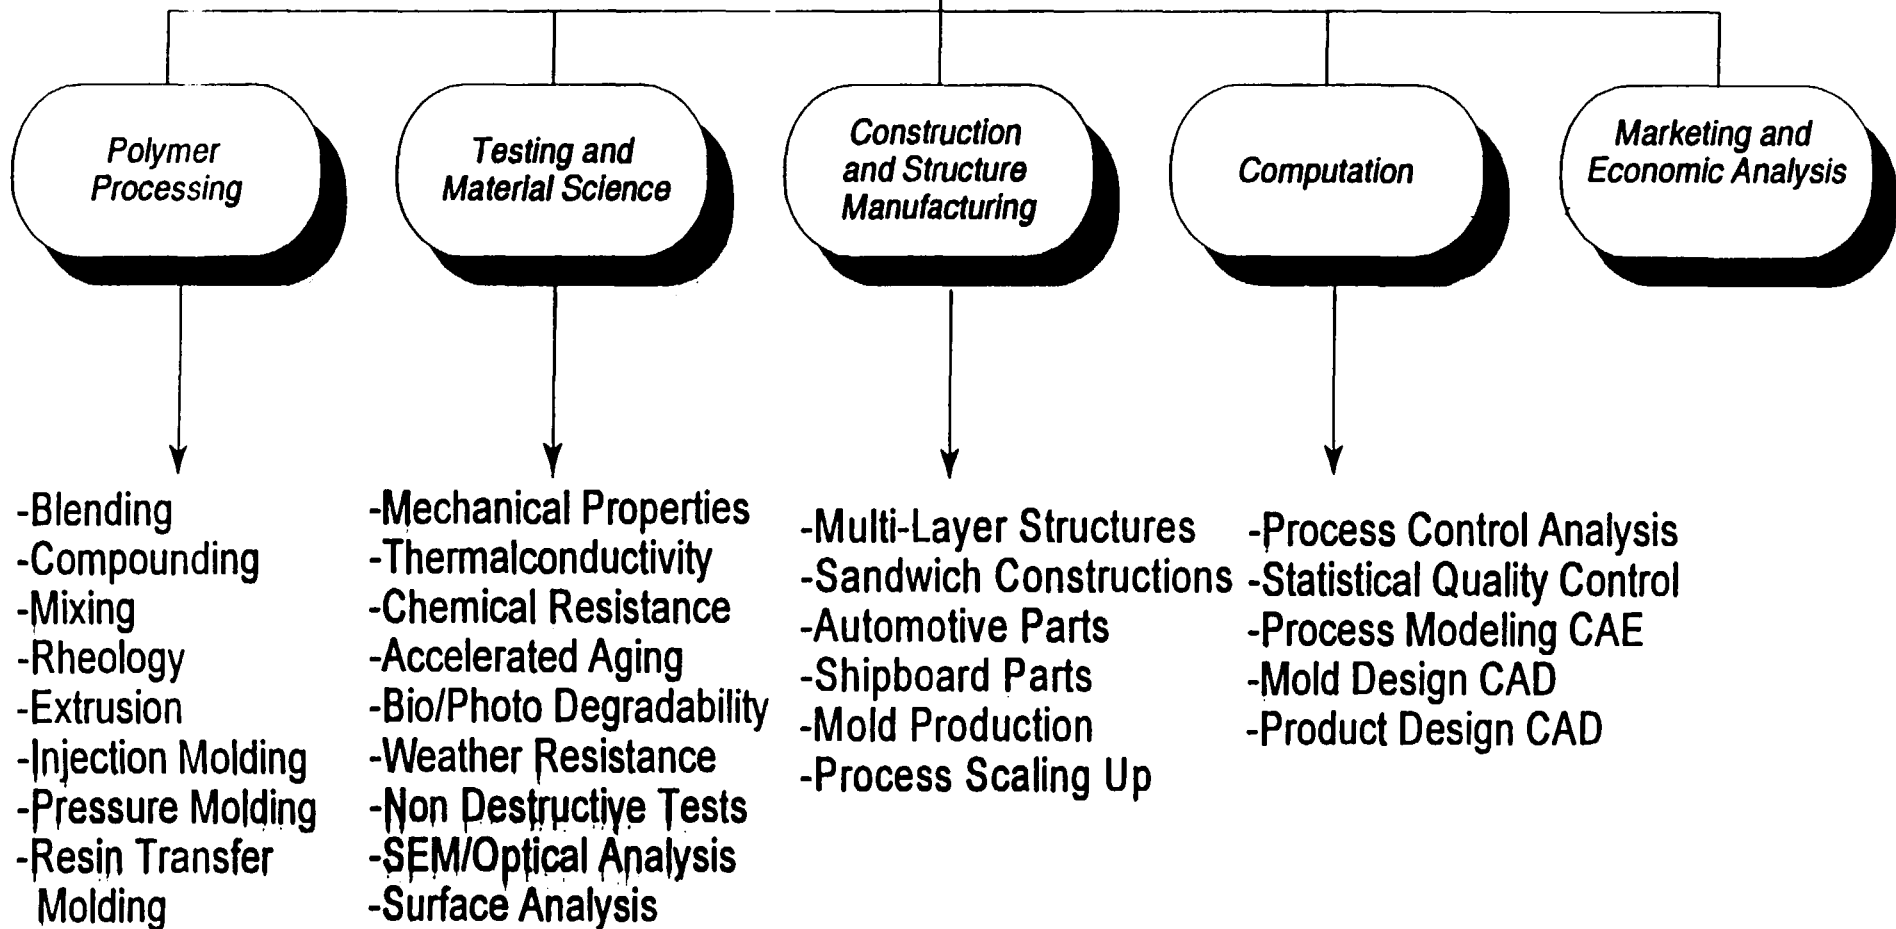 Polymer
Processing
Testing and
Material Science
Construction
and Structure
Manufacturing
Computation
Marketing and
Economic Analysis
-Blending
-Compounding
-Mixing
-Rheology
-Extrusion
-Injection Molding
-Pressure Molding
-Resin Transfer
Molding
-Mechanical Properties
-Thermalconductivity
-Chemical Resistance
-Accelerated Aging
-Bio/Photo Degradability
-Weather Resistance
-Non Destructive Tests
-SEM/Optical Analysis
-Surface Analysis
-Multi-Layer Structures
-Sandwich Constructions
-Automotive Parts
-Shipboard Parts
-Mold Production
-Process Scaling Up
-Process Control Analysis
-Statistical Quality Control
-Process Modeling CAE
-Mold Design CAD
-Product Design CAD